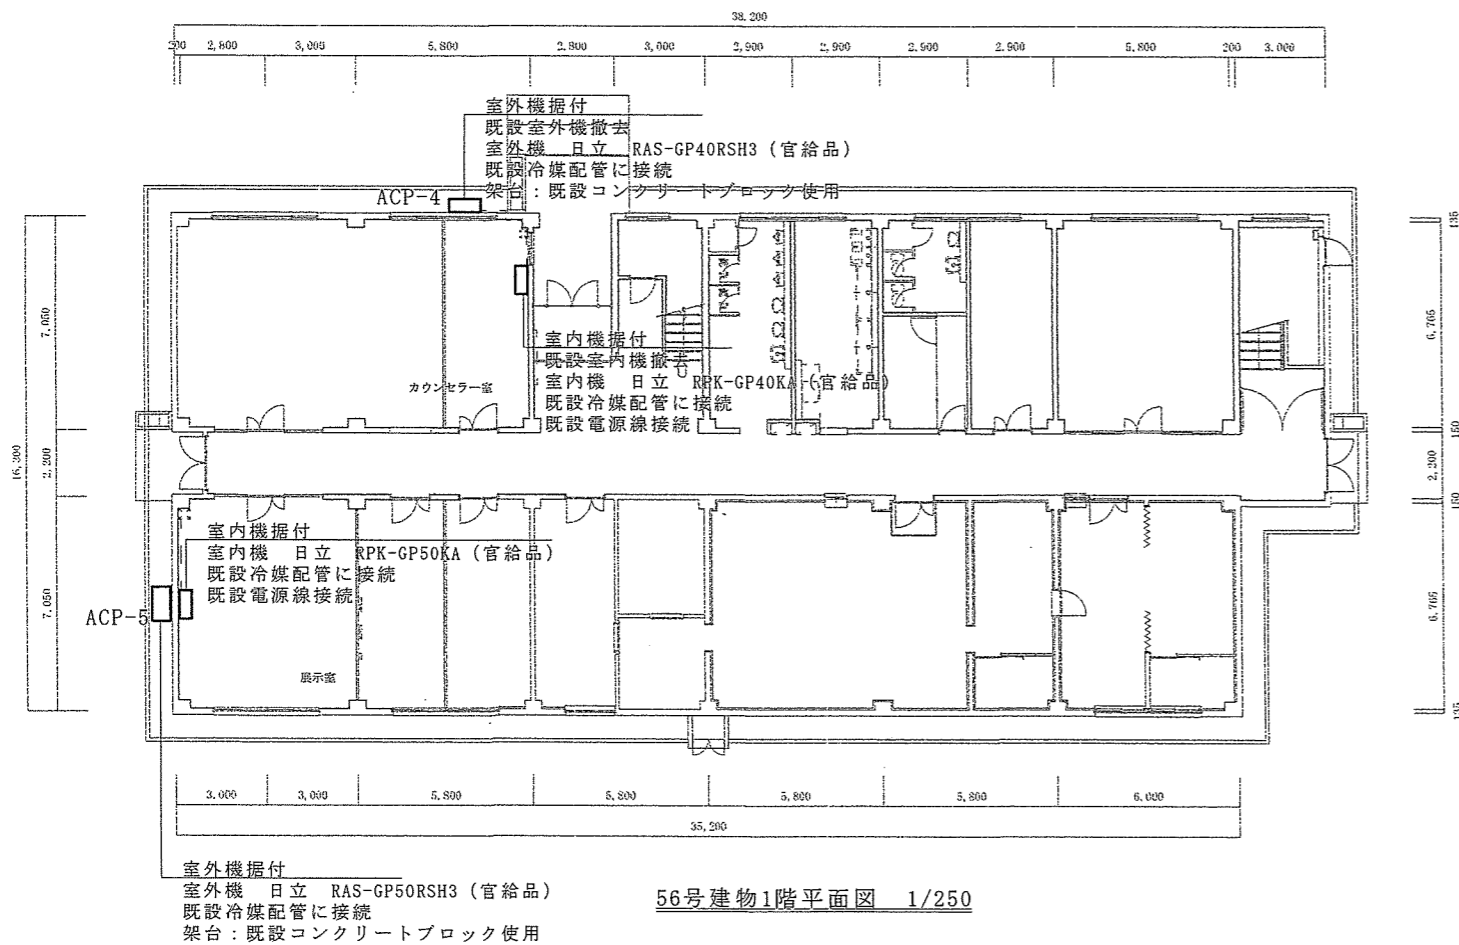 38.200
200 2,800 3,005 5.800 2.800 3,000 2,900 2,900 2.900 2.900 5.800 200 3.000
室外機据付
既設室外機撤去
室外機 日立 RAS-GP40RSH3（官給品）
既設冷媒配管に接続
架台：既設コンクリートブロック使用
ACP-4
135
7,050
6,765
室内機据付
既設室内機撤去
室内機 日立 RPK-GP40KA（官給品）
既設冷媒配管に接続
既設電源線接続
カウンセラー室
16,300
2,200
150
2,200
150
室内機据付
室内機 日立 RPK-GP50KA（官給品）
既設冷媒配管に接続
既設電源線接続
ACP-5
7.050
6.765
展示室
135
3.000 3,000 5.800 5.800 5,800 5,800 6.000
35,200
室外機据付
室外機 日立 RAS-GP50RSH3（官給品）
既設冷媒配管に接続
架台：既設コンクリートブロック使用
56号建物1階平面図 1/250